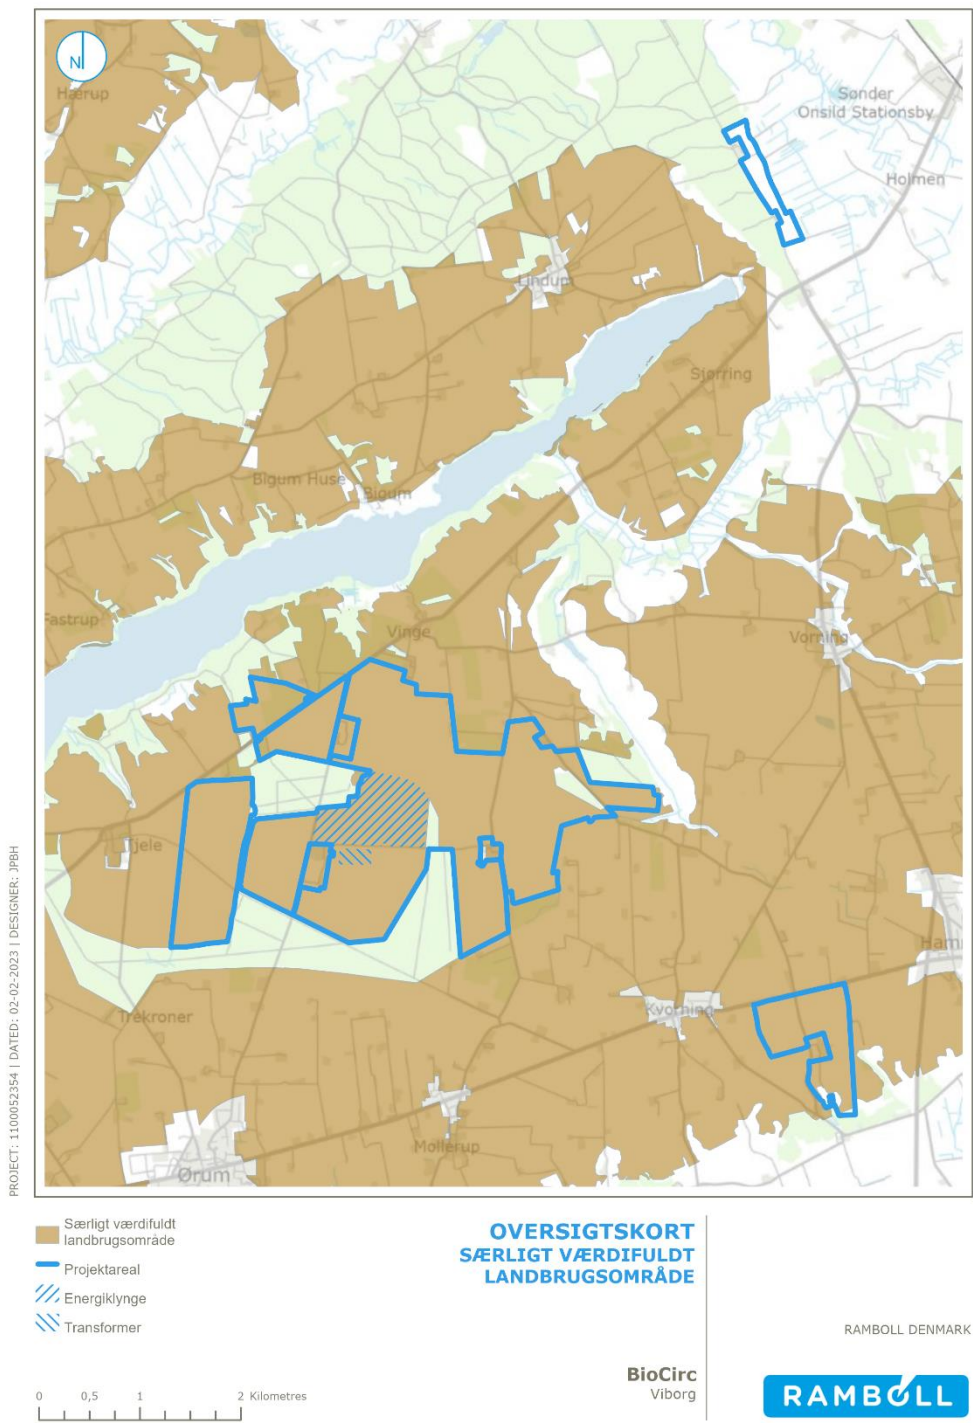 N
Hærup
Sønder
Onsild Stationsby
Holmen
Lindum
Sjørring
Bigum Huse
Bigum
Fastrup
Vinge
Vorning
Tjele
Ham
Kvorning
Trekroner
Mollerup
Ørum
PROJECT: 1100052354 | DATED: 02-02-2023 | DESIGNER: JPBH
Særligt værdifuldt
landbrugsområde
Projektareal
Energiklynge
Transformer
0 0,5 1 2 Kilometres
OVERSIGTSKORT
SÆRLIGT VÆRDIFULDT
LANDBRUGSOMRÅDE
BioCirc
Viborg
RAMBOLL DENMARK
RAMBOLL